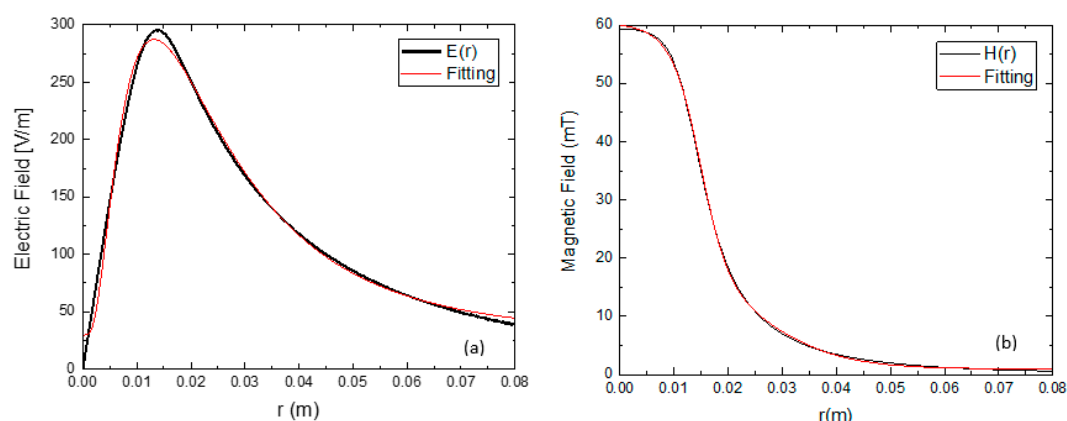 300
250
200
150
100
50
0
Electric Field [V/m]
E(r)
Fitting
(a)
0.00 0.01 0.02 0.03 0.04 0.05 0.06 0.07 0.08
r (m)
60
50
40
30
20
10
0
Magnetic Field (mT)
H(r)
Fitting
(b)
0.00 0.01 0.02 0.03 0.04 0.05 0.06 0.07 0.08
r(m)